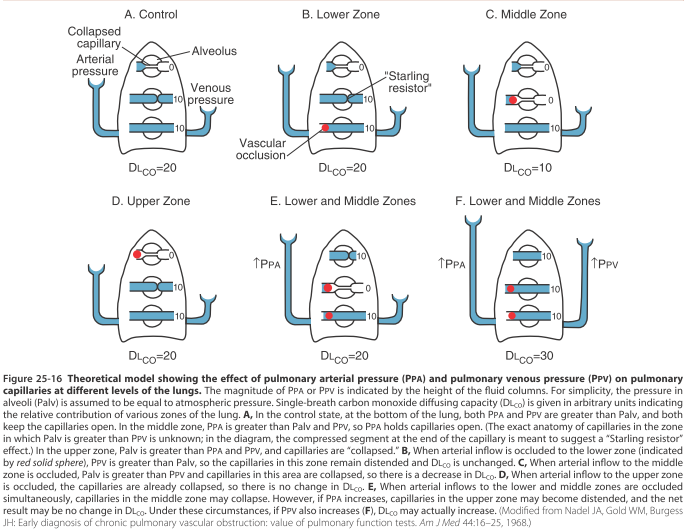 A. Control
B. Lower Zone
C. Middle Zone
Collapsed
capillary
Alveolus
Arterial
pressure
0
Venous
pressure
10
10
DLCO=20
0
"Starling
resistor"
10
10
Vascular
occlusion
DLCO=20
0
0
10
DLCO=10
D. Upper Zone
E. Lower and Middle Zones
F. Lower and Middle Zones
0
10
10
DLCO=20
↑PPA
10
0
10
DLCO=20
↑PPA
↑PPV
10
10
10
DLCO=30
Figure 25-16 Theoretical model showing the effect of pulmonary arterial pressure (PPA) and pulmonary venous pressure (PPV) on pulmonary
capillaries at different levels of the lungs. The magnitude of PPA or PPV is indicated by the height of the fluid columns. For simplicity, the pressure in
alveoli (Palv) is assumed to be equal to atmospheric pressure. Single-breath carbon monoxide diffusing capacity (DLCO) is given in arbitrary units indicating
the relative contribution of various zones of the lung. A, In the control state, at the bottom of the lung, both PPA and PPV are greater than Palv, and both
keep the capillaries open. In the middle zone, PPA is greater than Palv and PPV, so PPA holds capillaries open. (The exact anatomy of capillaries in the zone
in which Palv is greater than PPV is unknown; in the diagram, the compressed segment at the end of the capillary is meant to suggest a "Starling resistor"
effect.) In the upper zone, Palv is greater than PPA and PPV, and capillaries are "collapsed." B, When arterial inflow is occluded to the lower zone (indicated
by red solid sphere), PPV is greater than Palv, so the capillaries in this zone remain distended and DLCO is unchanged. C, When arterial inflow to the middle
zone is occluded, Palv is greater than PPV and capillaries in this area are collapsed, so there is a decrease in DLCO. D, When arterial inflow to the upper zone
is occluded, the capillaries are already collapsed, so there is no change in DLCO. E, When arterial inflows to the lower and middle zones are occluded
simultaneously, capillaries in the middle zone may collapse. However, if PPA increases, capillaries in the upper zone may become distended, and the net
result may be no change in DLCO. Under these circumstances, if PPV also increases (F), DLCO may actually increase. (Modified from Nadel JA, Gold WM, Burgess
JH: Early diagnosis of chronic pulmonary vascular obstruction: value of pulmonary function tests. Am J Med 44:16–25, 1968.)